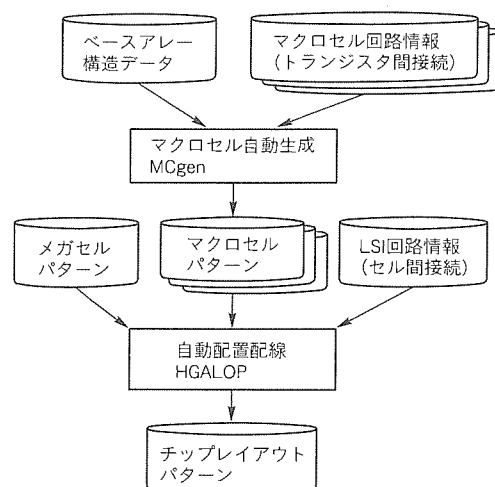 ベースアレー
構造データ
マクロセル回路情報
(トランジスタ間接続)
マクロセル自動生成
MCgen
メガセル
パターン
マクロセル
パターン
LSI回路情報
(セル間接続)
自動配置配線
HGALOP
チップレイアウト
パターン